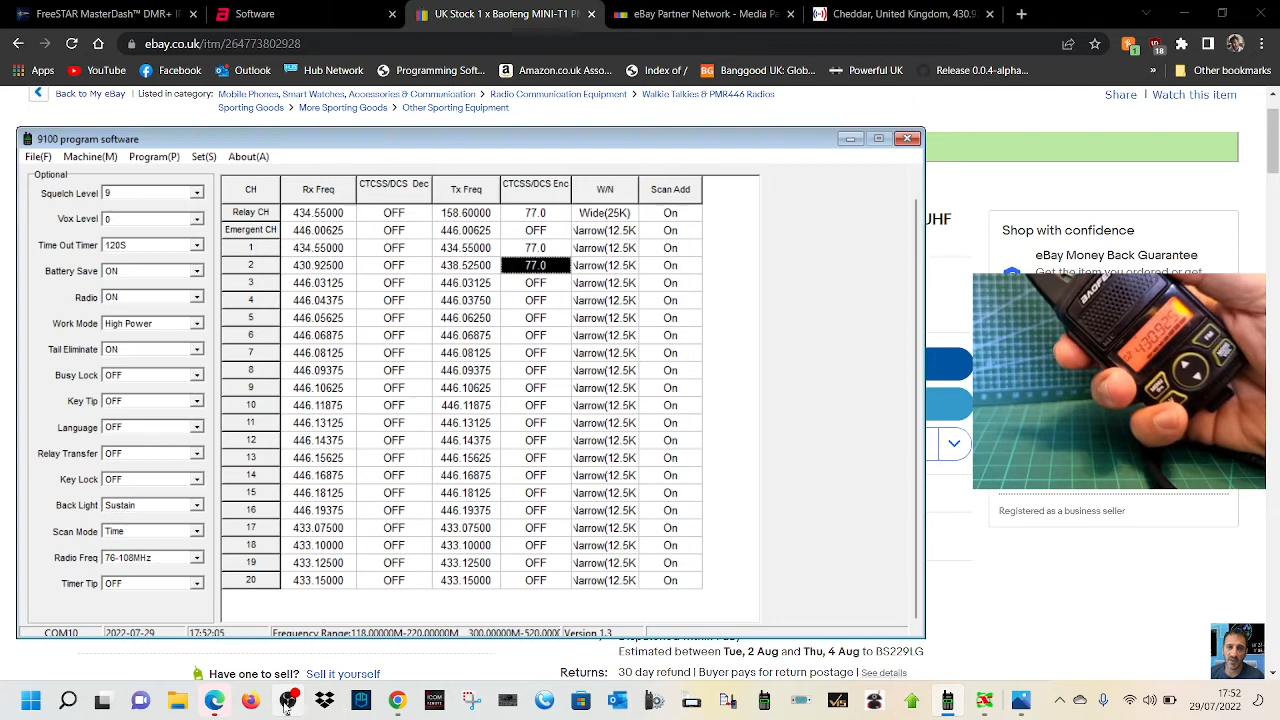 FreeSTAR MasterDash™ DMR+ IP
Software
UK Stock 1x Baofeng MINI-T1 P
eBay Partner Network - Media Pa
Cheddar, United Kingdom, 430.9
ebay.co.uk/itm/264773802928
1
18
Apps
YouTube
Facebook
Outlook
Hub Network
Programming Soft...
Amazon.co.uk Asso...
Index of /
Banggood UK: Glob...
Powerful UK
Release 0.0.4-alpha...
»
Other bookmarks
Back to My eBay | Listed in category: Mobile Phones, Smart Watches, Accessories & Communication > Radio Communication Equipment > Walkie Talkies & PMR446 Radios
Sporting Goods > More Sporting Goods > Other Sporting Equipment
Share | Watch this item
9100 program software
File(F) Machine(M) Program(P) Set(S) About(A)
Optional
Squelch Level 9
Vox Level 0
Time Out Timer 120S
Battery Save ON
Radio ON
Work Mode High Power
Tail Eliminate ON
Busy Lock OFF
Key Tip OFF
Language OFF
Relay Transfer OFF
Key Lock OFF
Back Light Sustain
Scan Mode Time
Radio Freq 76-108MHz
Timer Tip OFF
CH Rx Freq CTCSS/DCS Dec Tx Freq CTCSS/DCS Enc W/N Scan Add
Relay CH 434.55000 OFF 158.60000 77.0 Wide(25K) On
Emergent CH 446.00625 OFF 446.00625 OFF Narrow(12.5K On
1 434.55000 OFF 434.55000 77.0 Narrow(12.5K On
2 430.92500 OFF 438.52500 77.0 Narrow(12.5K On
3 446.03125 OFF 446.03125 OFF Narrow(12.5K On
4 446.04375 OFF 446.03750 OFF Narrow(12.5K On
5 446.05625 OFF 446.06250 OFF Narrow(12.5K On
6 446.06875 OFF 446.06875 OFF Narrow(12.5K On
7 446.08125 OFF 446.08125 OFF Narrow(12.5K On
8 446.09375 OFF 446.09375 OFF Narrow(12.5K On
9 446.10625 OFF 446.10625 OFF Narrow(12.5K On
10 446.11875 OFF 446.11875 OFF Narrow(12.5K On
11 446.13125 OFF 446.13125 OFF Narrow(12.5K On
12 446.14375 OFF 446.14375 OFF Narrow(12.5K On
13 446.15625 OFF 446.15625 OFF Narrow(12.5K On
14 446.16875 OFF 446.16875 OFF Narrow(12.5K On
15 446.18125 OFF 446.18125 OFF Narrow(12.5K On
16 446.19375 OFF 446.19375 OFF Narrow(12.5K On
17 433.07500 OFF 433.07500 OFF Narrow(12.5K On
18 433.10000 OFF 433.10000 OFF Narrow(12.5K On
19 433.12500 OFF 433.12500 OFF Narrow(12.5K On
20 433.15000 OFF 433.15000 OFF Narrow(12.5K On
COM10 2022-07-29 17:52:05 Frequency Range:118.00000M-220.00000M 300.00000M-520.000( Version 1.3
UHF
Shop with confidence
eBay Money Back Guarantee
Get the item you ordered or get
BAOFE
430.925
FM
MENU
Registered as a business seller
Estimated between Tue, 2 Aug and Thu, 4 Aug to BS229LG
Have one to sell? Sell it yourself
Returns: 30 day refund | Buyer pays for return postage | See details
17:52
29/07/2022